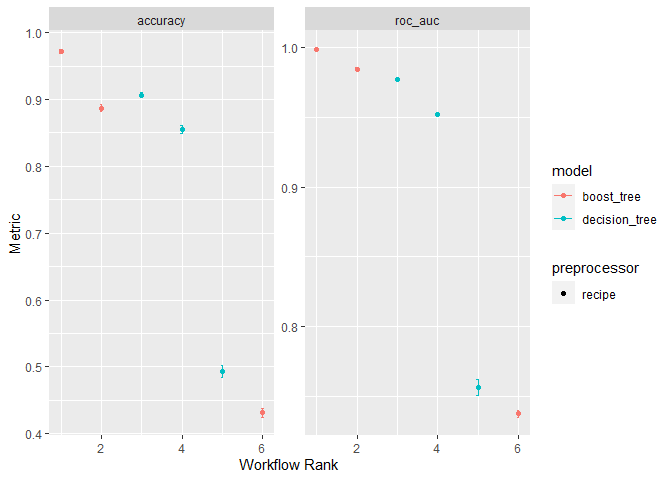 accuracy
roc_auc
1.0
0.9
0.8
0.7
0.6
0.5
0.4
1.0
0.9
0.8
Metric
2
4
6
2
4
6
Workflow Rank
model
boost_tree
decision_tree
preprocessor
recipe